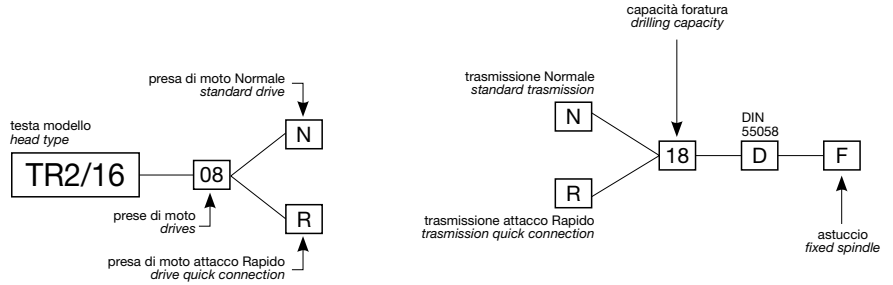 presa di moto Normale
standard drive
N
testa modello
head type
TR2/16
08
prese di moto
drives
R
presa di moto attacco Rapido
drive quick connection
capacità foratura
drilling capacity
trasmissione Normale
standard trasmission
N
18
DIN
55058
D
F
R
trasmissione attacco Rapido
trasmission quick connection
astuccio
fixed spindle